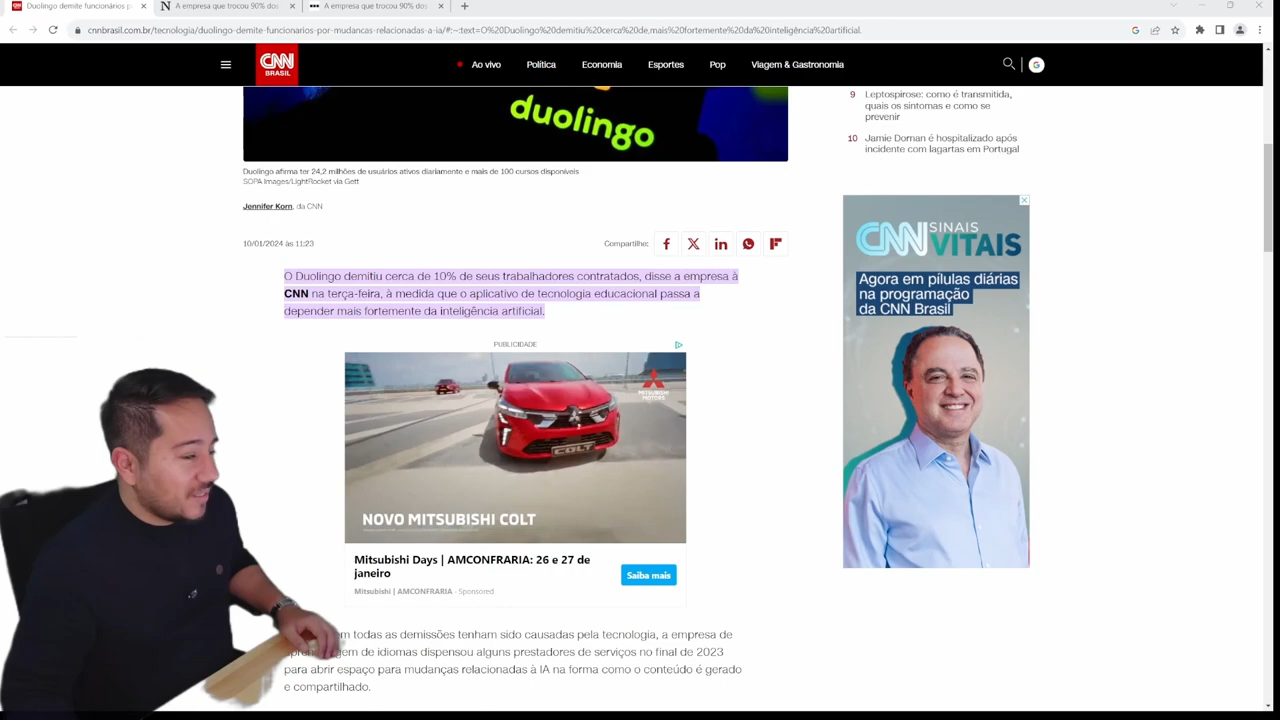 Duolingo demite funcionários p
A empresa que trocou 90% dos
A empresa que trocou 90% dos
cnnbrasil.com.br/tecnologia/duolingo-demite-funcionarios-por-mudancas-relacionadas-a-ia/#:~:text=O%20Duolingo%20demitiu%20cerca%20de,mais%20fortemente%20da%20inteligência%20artificial.
CNN
BRASIL
Ao vivo
Política
Economia
Esportes
Pop
Viagem & Gastronomia
duolingo
Duolingo afirma ter 24,2 milhões de usuários ativos diariamente e mais de 100 cursos disponíveis
SOPA Images/LightRocket via Gett
Jennifer Korn, da CNN
10/01/2024 às 11:23
Compartilhe:
O Duolingo demitiu cerca de 10% de seus trabalhadores contratados, disse a empresa à
CNN na terça-feira, à medida que o aplicativo de tecnologia educacional passa a
depender mais fortemente da inteligência artificial.
PUBLICIDADE
MITSUBISHI
MOTORS
NOVO MITSUBISHI COLT
Mitsubishi Days | AMCONFRARIA: 26 e 27 de
janeiro
Mitsubishi | AMCONFRARIA - Sponsored
Saiba mais
m todas as demissões tenham sido causadas pela tecnologia, a empresa de
gem de idiomas dispensou alguns prestadores de serviços no final de 2023
para abrir espaço para mudanças relacionadas à IA na forma como o conteúdo é gerado
e compartilhado.
9 Leptospirose: como é transmitida,
quais os sintomas e como se
prevenir
10 Jamie Dornan é hospitalizado após
incidente com lagartas em Portugal
CNN SINAIS
VITAIS
Agora em pílulas diárias
na programação
da CNN Brasil